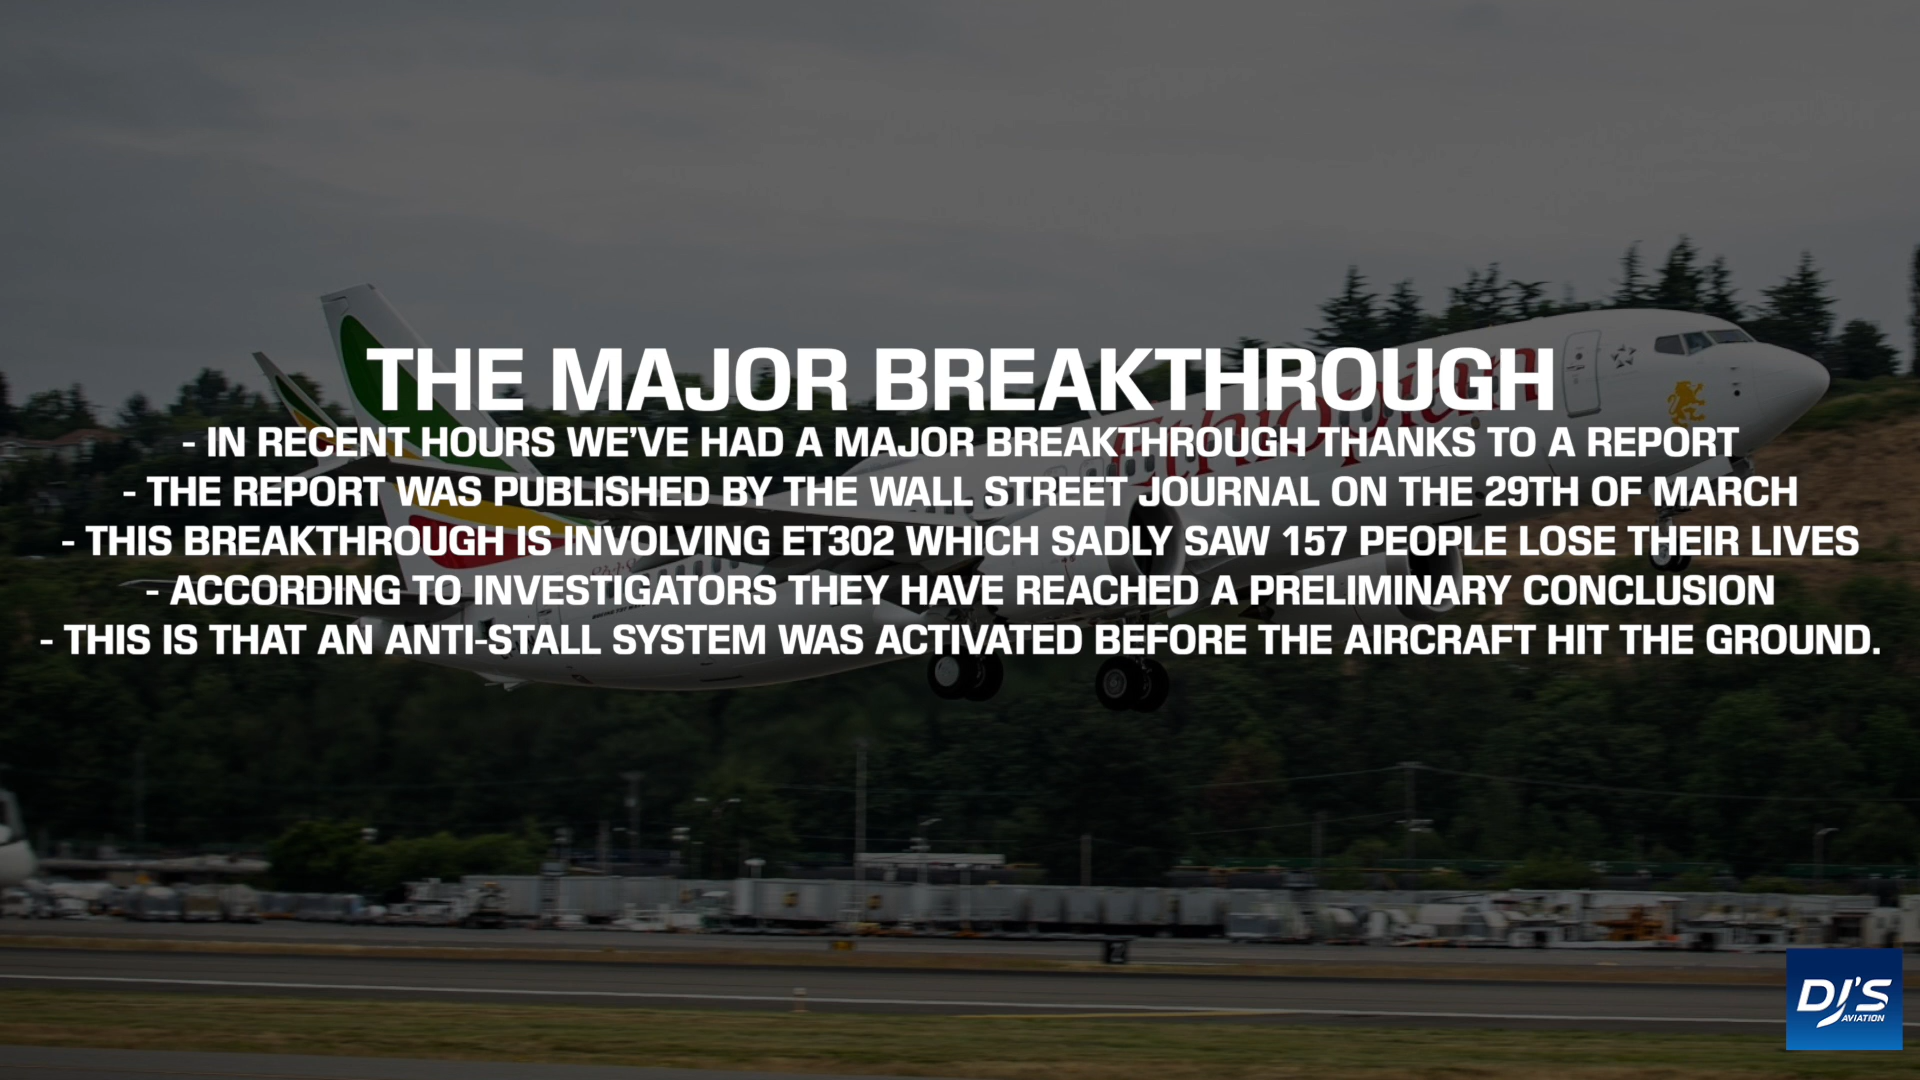 THE MAJOR BREAKTHROUGH
- IN RECENT HOURS WE'VE HAD A MAJOR BREAKTHROUGH THANKS TO A REPORT
- THE REPORT WAS PUBLISHED BY THE WALL STREET JOURNAL ON THE 29TH OF MARCH
- THIS BREAKTHROUGH IS INVOLVING ET302 WHICH SADLY SAW 157 PEOPLE LOSE THEIR LIVES
- ACCORDING TO INVESTIGATORS THEY HAVE REACHED A PRELIMINARY CONCLUSION
- THIS IS THAT AN ANTI-STALL SYSTEM WAS ACTIVATED BEFORE THE AIRCRAFT HIT THE GROUND.
Ethiopian
DJ'S
AVIATION